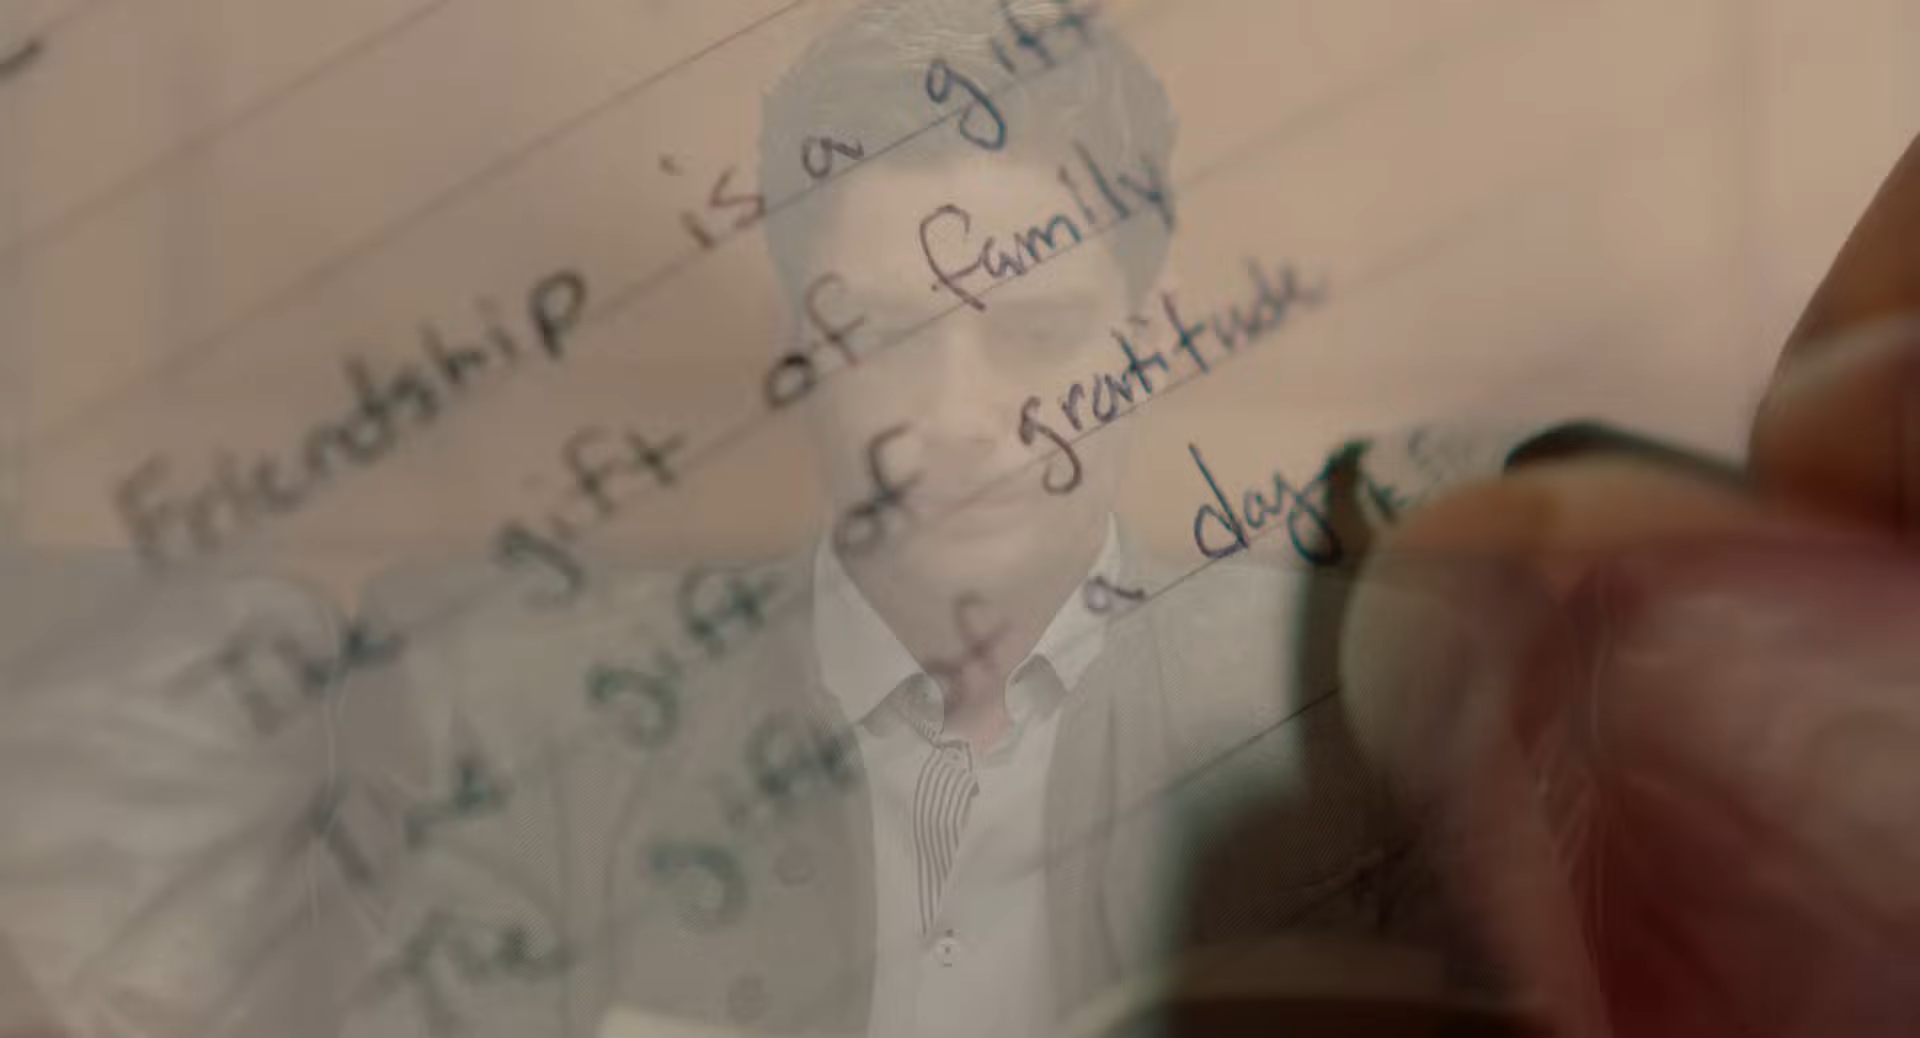 Friendship is a gift
The gift of family
The gift of gratitude
The gift of a day